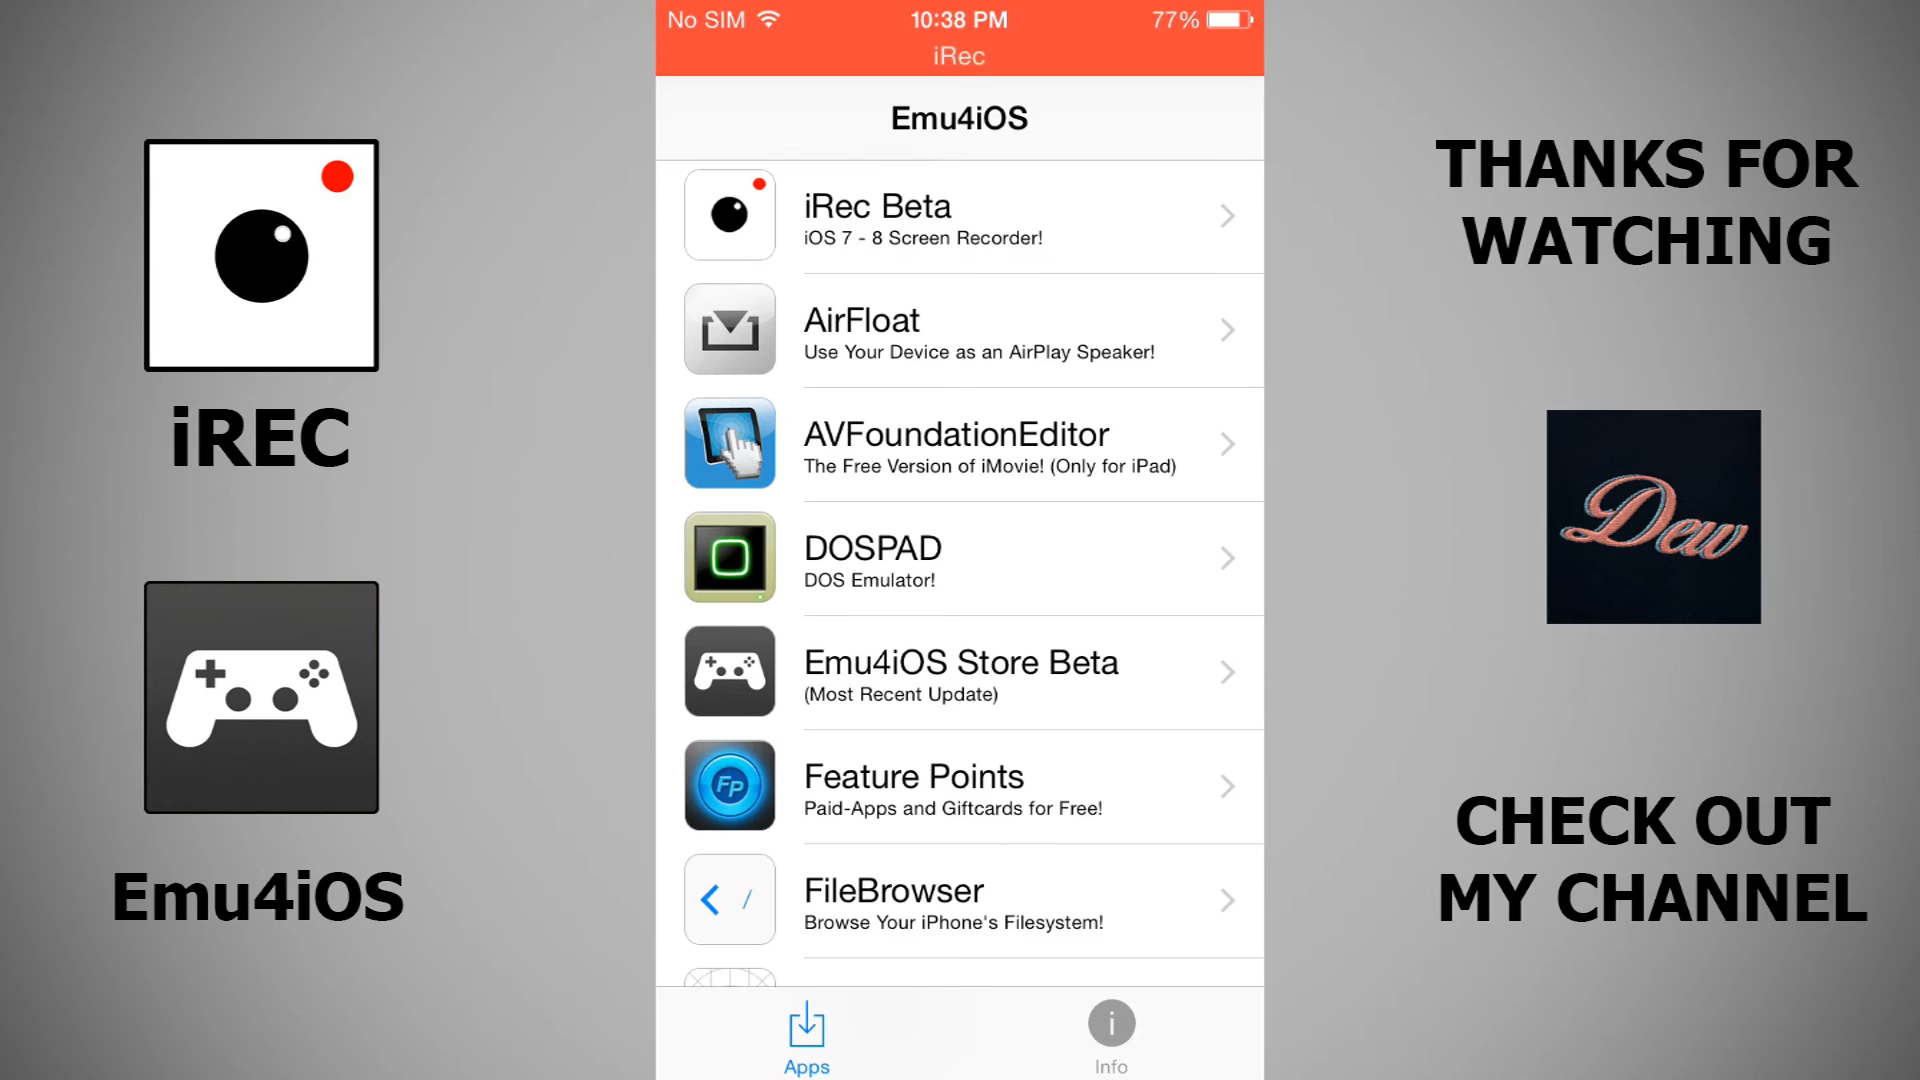 iREC
Emu4iOS
No SIM 10:38 PM 77%
iRec
Emu4iOS
iRec Beta
iOS 7 - 8 Screen Recorder!
AirFloat
Use Your Device as an AirPlay Speaker!
AVFoundationEditor
The Free Version of iMovie! (Only for iPad)
DOSPAD
DOS Emulator!
Emu4iOS Store Beta
(Most Recent Update)
FP
Feature Points
Paid-Apps and Giftcards for Free!
/
FileBrowser
Browse Your iPhone's Filesystem!
Apps
i
Info
THANKS FOR
WATCHING
Dew
CHECK OUT
MY CHANNEL